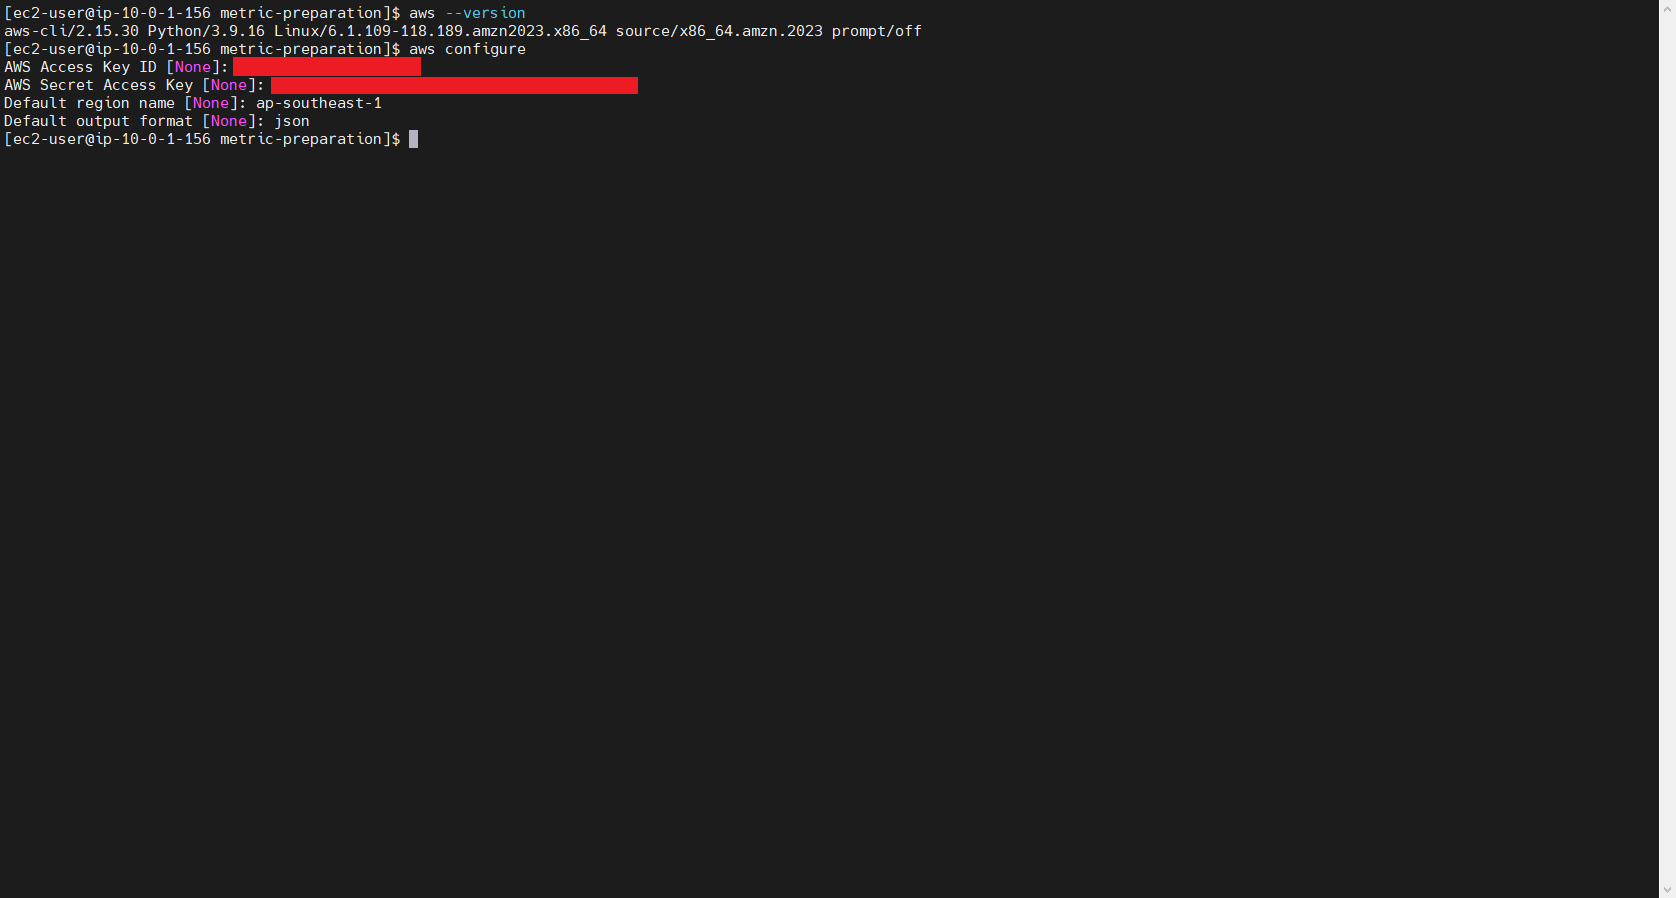 [ec2-user@ip-10-0-1-156 metric-preparation]$ aws --version
aws-cli/2.15.30 Python/3.9.16 Linux/6.1.109-118.189.amzn2023.x86_64 source/x86_64.amzn.2023 prompt/off
[ec2-user@ip-10-0-1-156 metric-preparation]$ aws configure
AWS Access Key ID [None]:
AWS Secret Access Key [None]:
Default region name [None]: ap-southeast-1
Default output format [None]: json
[ec2-user@ip-10-0-1-156 metric-preparation]$